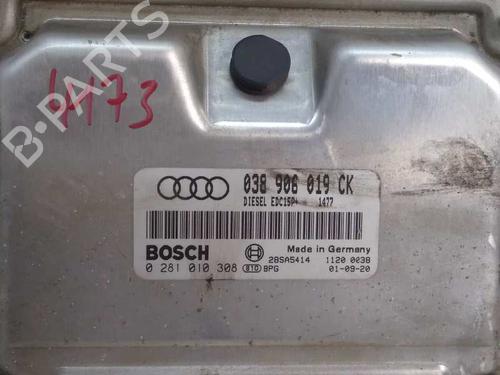 4173
B-PARTS
038 906 019 CK
DIESEL EDC15P+ 1477
BOSCH
Made in Germany
28SA5414 1120 0038
0 281 010 308 BPG 01-09-20